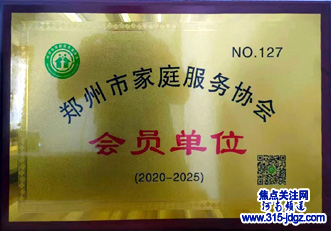 NO.127
郑州市家庭服务协会
会员单位
(2020-2025)
焦点关注网
河南频道
www.315-jdgz.com